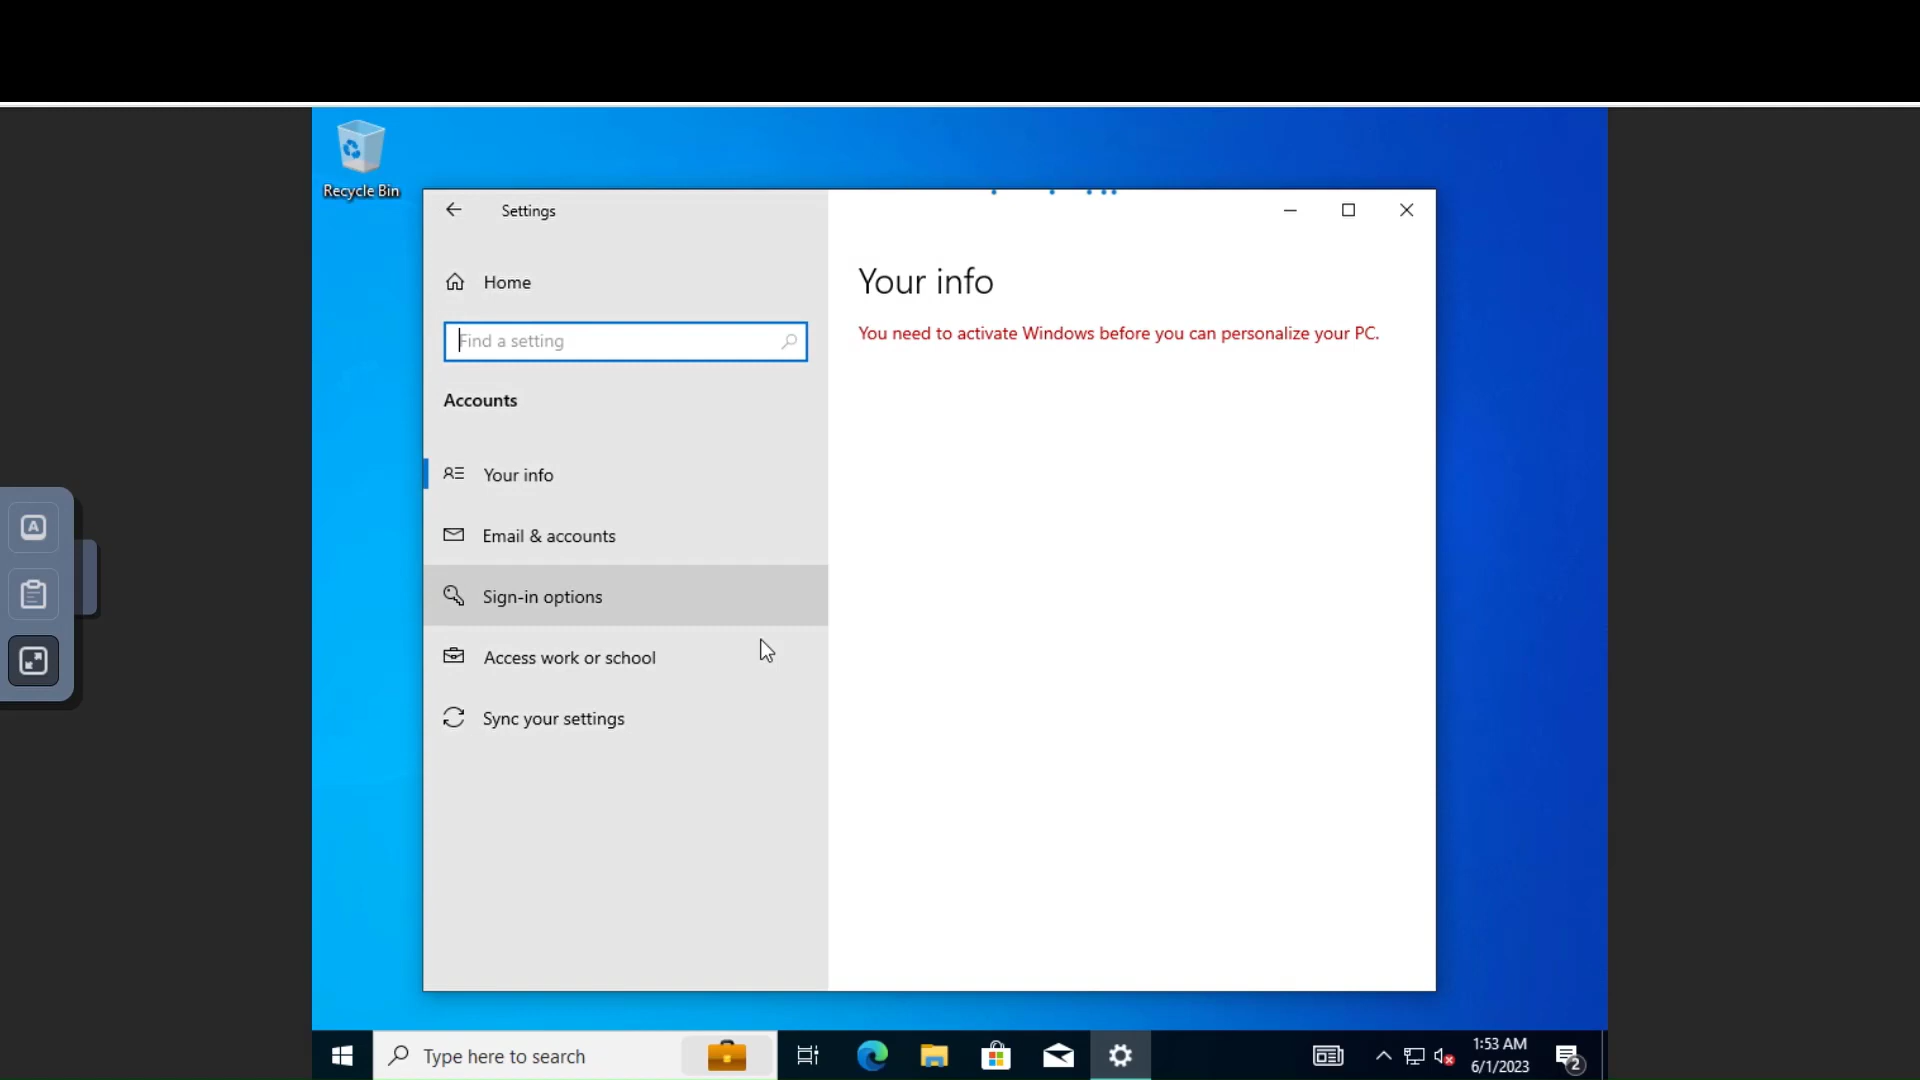 Recycle Bin
Settings
Home
Find a setting
Accounts
Your info
Email & accounts
Sign-in options
Access work or school
Sync your settings
Your info
You need to activate Windows before you can personalize your PC.
A
Type here to search
1:53 AM
6/1/2023
2